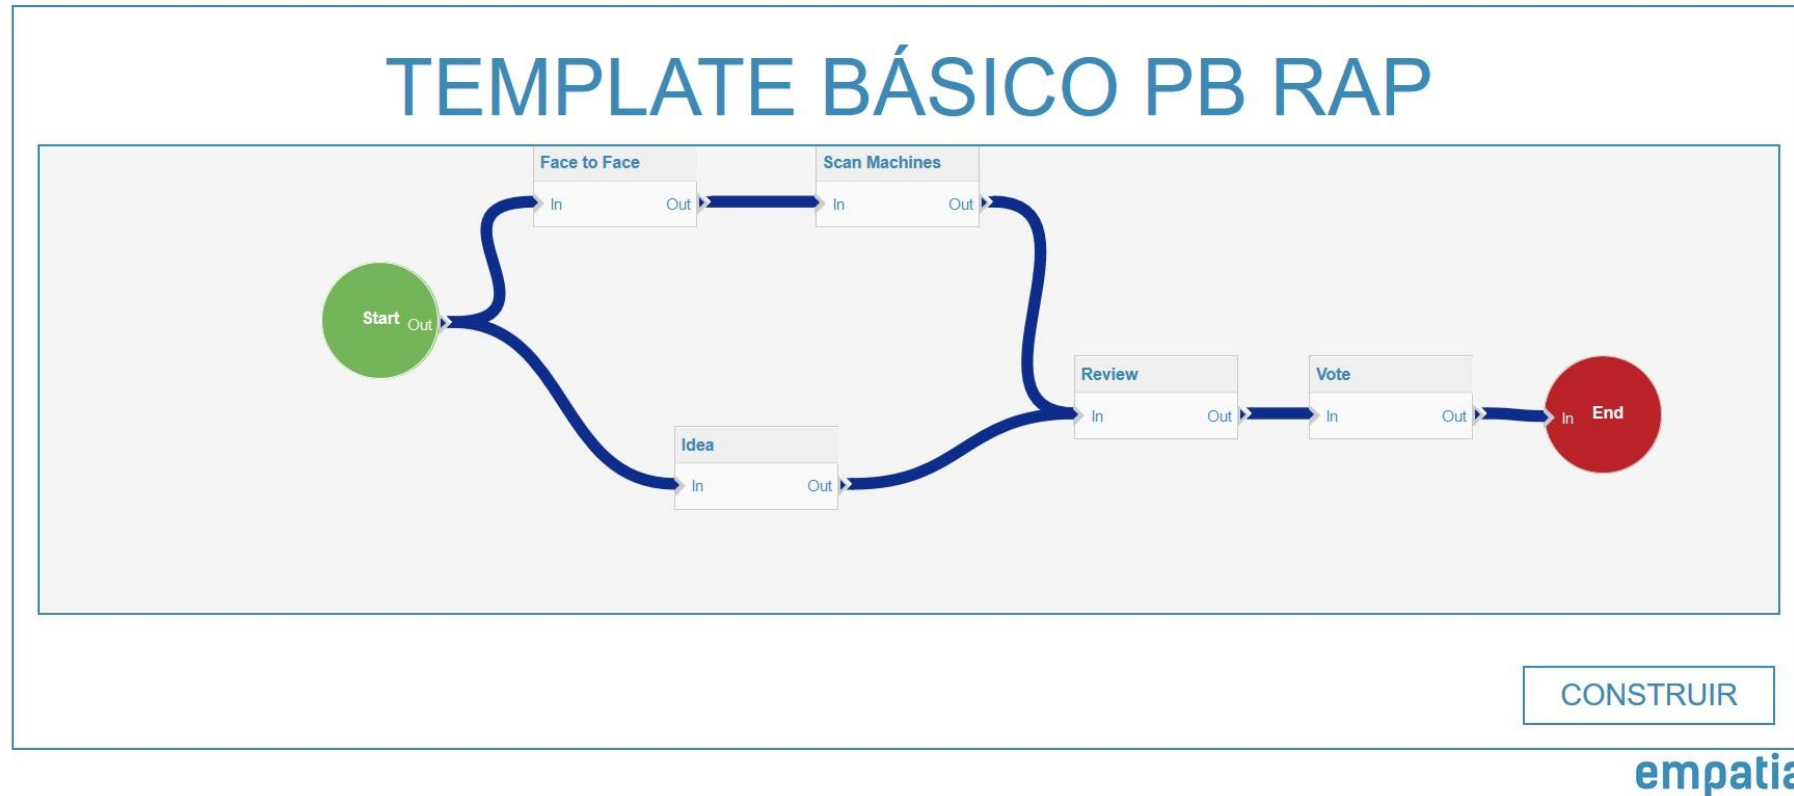 TEMPLATE BÁSICO PB RAP
Face to Face
In Out
Scan Machines
In Out
Start Out
Idea
In Out
Review
In Out
Vote
In Out
In End
CONSTRUIR
empatia